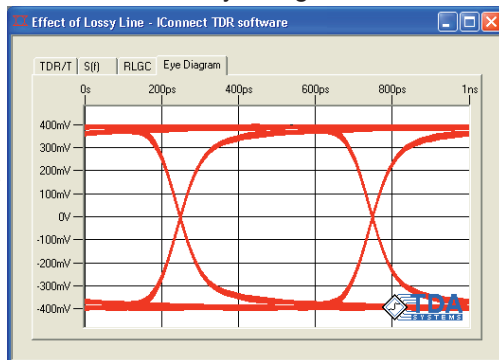 Effect of Lossy Line - IConnect TDR software
TDR/T S(f) RLGC Eye Diagram
0s 200ps 400ps 600ps 800ps 1ns
400mV
300mV
200mV
100mV
0V
-100mV
-200mV
-300mV
-400mV
TDA
SYSTEMS